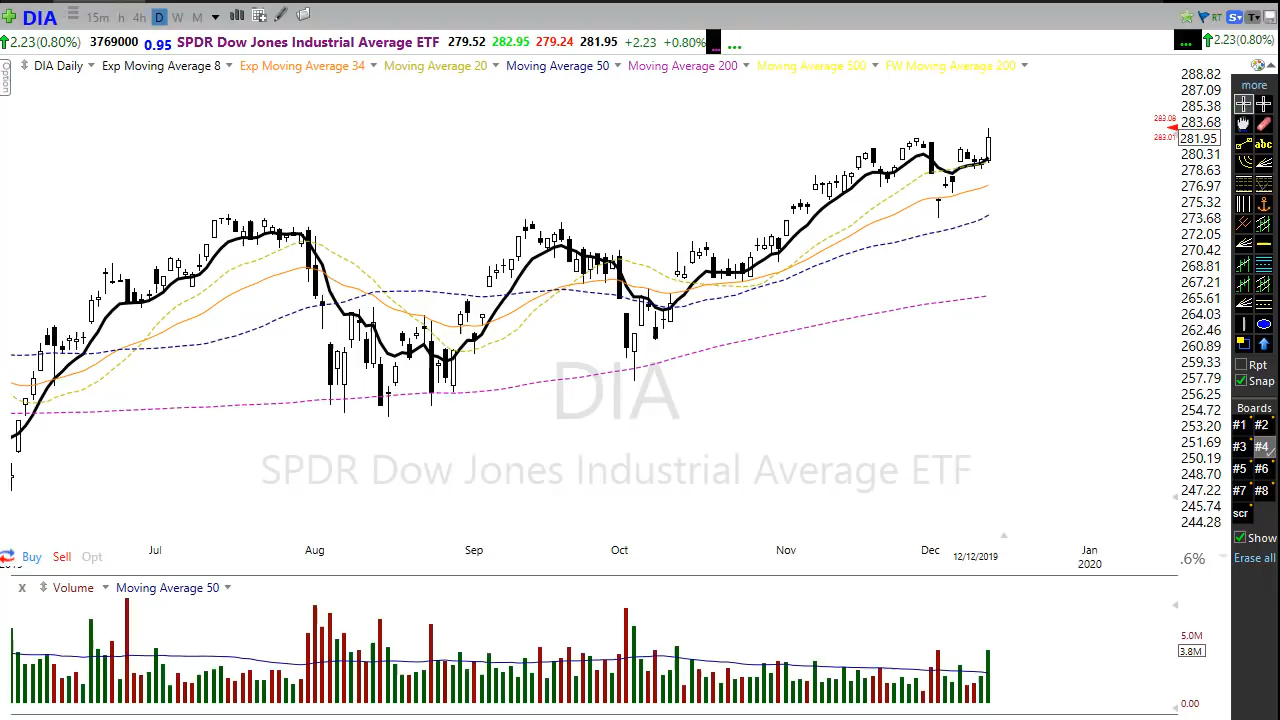 DIA 15m h 4h D W M RT S T
2.23(0.80%) 3769000 0.95 SPDR Dow Jones Industrial Average ETF 279.52 282.95 279.24 281.95 +2.23 +0.80% ... ... 2.23(0.80%)
Option
DIA Daily Exp Moving Average 8 Exp Moving Average 34 Moving Average 20 Moving Average 50 Moving Average 200 Moving Average 500 FW Moving Average 200
288.82
287.09
285.38
283.68
283.08
283.01
281.95
280.31
278.63
276.97
275.32
273.68
272.05
270.42
268.81
267.21
265.61
264.03
262.46
260.89
259.33
257.79
256.25
254.72
253.20
251.69
250.19
248.70
247.22
245.74
244.28
more
abc
Rpt
Snap
Boards
#1 #2
#3 #4
#5 #6
#7 #8
scr
Show
Erase all
DIA
SPDR Dow Jones Industrial Average ETF
Buy Sell Opt
Jul Aug Sep Oct Nov Dec Jan
12/12/2019 2020
.6%
X Volume Moving Average 50
5.0M
3.8M
0.00